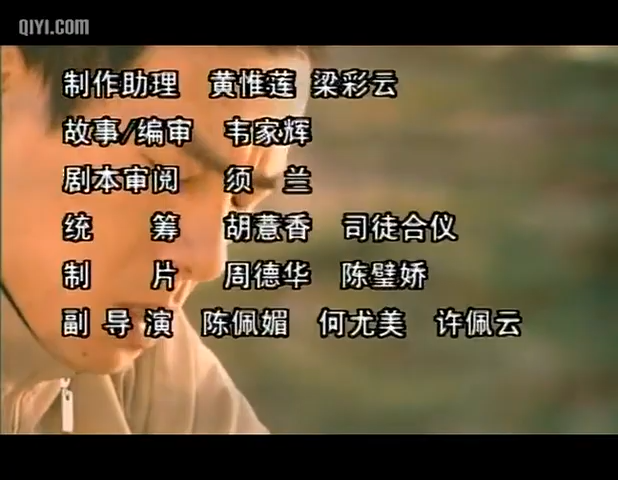 QIYI.COM
制作助理 黄惟莲 梁彩云
故事/编审 韦家辉
剧本审阅 须 兰
统 筹 胡薏香 司徒合仪
制 片 周德华 陈璧娇
副 导 演 陈佩媚 何尤美 许佩云